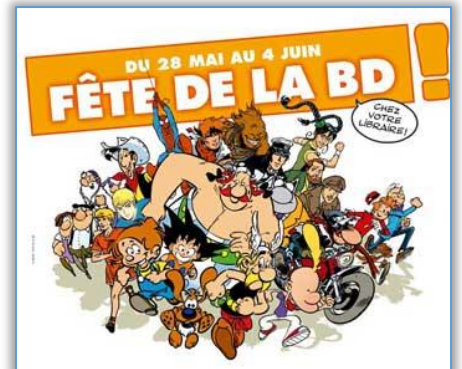 DU 28 MAI AU 4 JUIN
FÊTE DE LA BD !
CHEZ
VOTRE
LIBRAIRE!